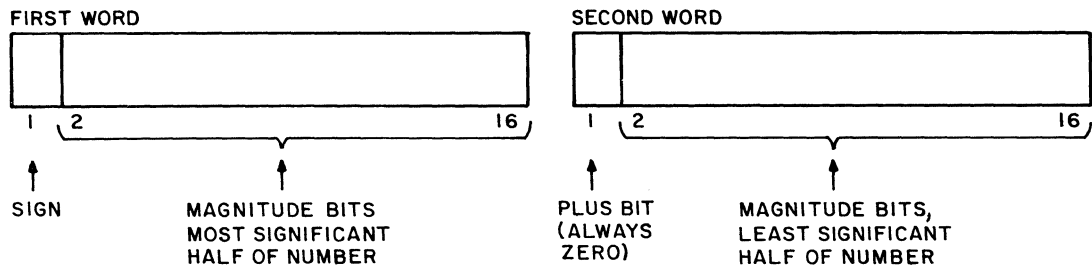 FIRST WORD
SECOND WORD
1 2 16
1 2 16
SIGN
MAGNITUDE BITS
MOST SIGNIFICANT
HALF OF NUMBER
PLUS BIT
(ALWAYS
ZERO)
MAGNITUDE BITS,
LEAST SIGNIFICANT
HALF OF NUMBER